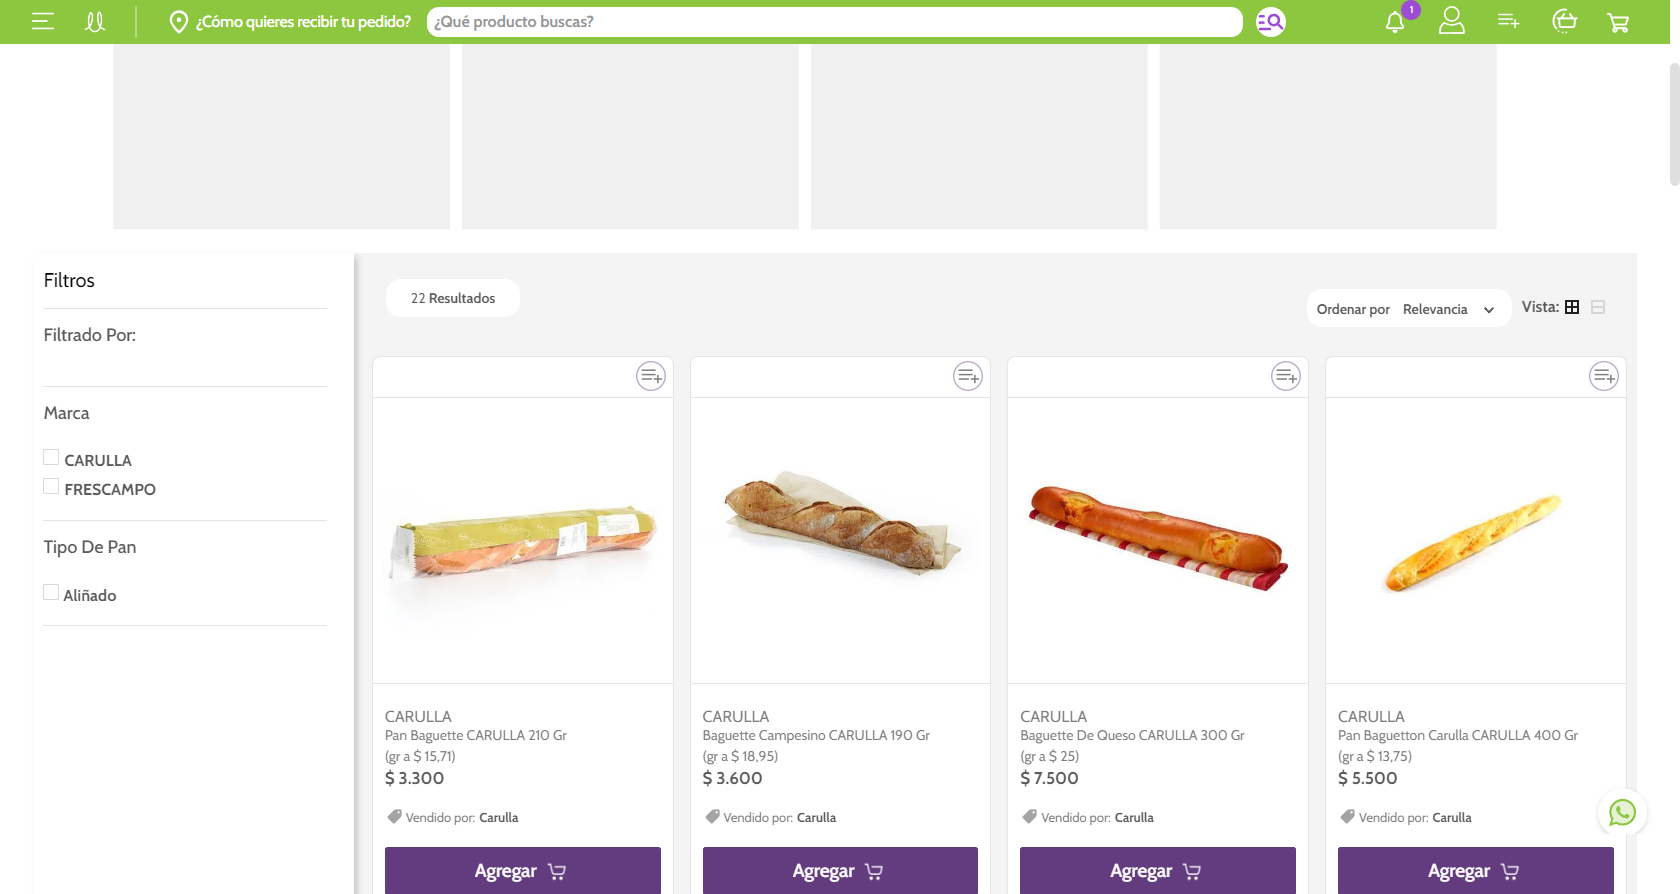 ¿Cómo quieres recibir tu pedido?
¿Qué producto buscas?
1
Filtros
Filtrado Por:
Marca
CARULLA
FRESCAMPO
Tipo De Pan
Aliñado
22 Resultados
Ordenar por Relevancia
Vista:
CARULLA
Pan Baguette CARULLA 210 Gr
(gr a $ 15,71)
$ 3.300
Vendido por: Carulla
Agregar
CARULLA
Baguette Campesino CARULLA 190 Gr
(gr a $ 18,95)
$ 3.600
Vendido por: Carulla
Agregar
CARULLA
Baguette De Queso CARULLA 300 Gr
(gr a $ 25)
$ 7.500
Vendido por: Carulla
Agregar
CARULLA
Pan Baguetton Carulla CARULLA 400 Gr
(gr a $ 13,75)
$ 5.500
Vendido por: Carulla
Agregar